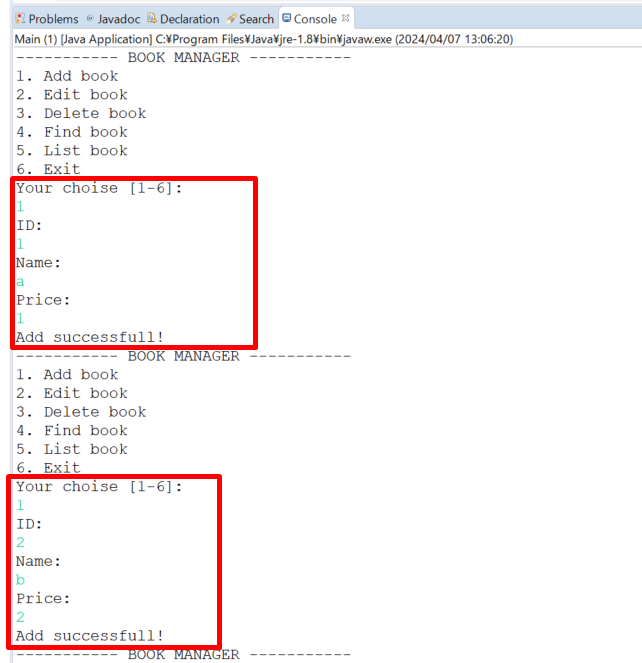 Problems Javadoc Declaration Search Console
Main (1) [Java Application] C:¥Program Files¥Java¥jre-1.8¥bin¥javaw.exe (2024/04/07 13:06:20)
----------- BOOK MANAGER -----------
1. Add book
2. Edit book
3. Delete book
4. Find book
5. List book
6. Exit
Your choise [1-6]:
1
ID:
1
Name:
a
Price:
1
Add successfull!
----------- BOOK MANAGER -----------
1. Add book
2. Edit book
3. Delete book
4. Find book
5. List book
6. Exit
Your choise [1-6]:
1
ID:
2
Name:
b
Price:
2
Add successfull!
----------- BOOK MANAGER -----------